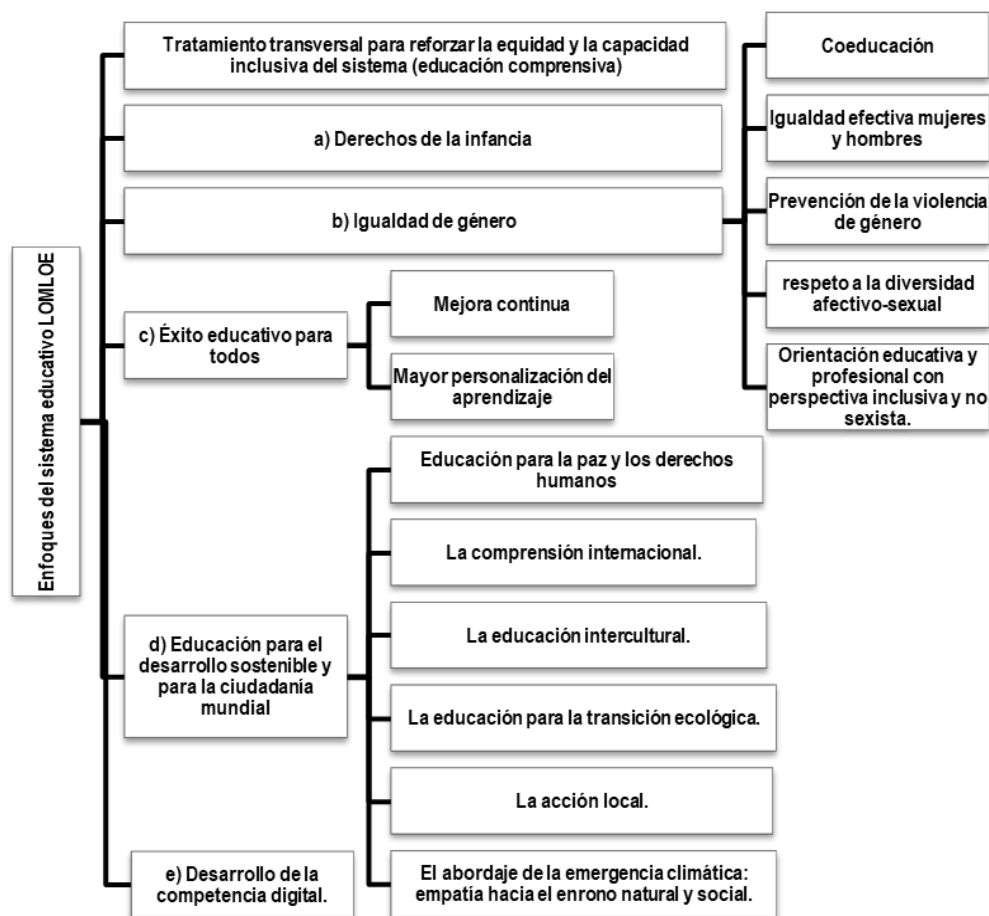 Enfoques del sistema educativo LOMLOE
Tratamiento transversal para reforzar la equidad y la capacidad
inclusiva del sistema (educación comprensiva)
a) Derechos de la infancia
b) Igualdad de género
Coeducación
Igualdad efectiva mujeres
y hombres
Prevención de la violencia
de género
respeto a la diversidad
afectivo-sexual
Orientación educativa y
profesional con
perspectiva inclusiva y no
sexista.
c) Éxito educativo para
todos
Mejora continua
Mayor personalización del
aprendizaje
d) Educación para el
desarrollo sostenible y
para la ciudadanía
mundial
Educación para la paz y los derechos
humanos
La comprensión internacional.
La educación intercultural.
La educación para la transición ecológica.
La acción local.
El abordaje de la emergencia climática:
empatía hacia el enrono natural y social.
e) Desarrollo de la
competencia digital.